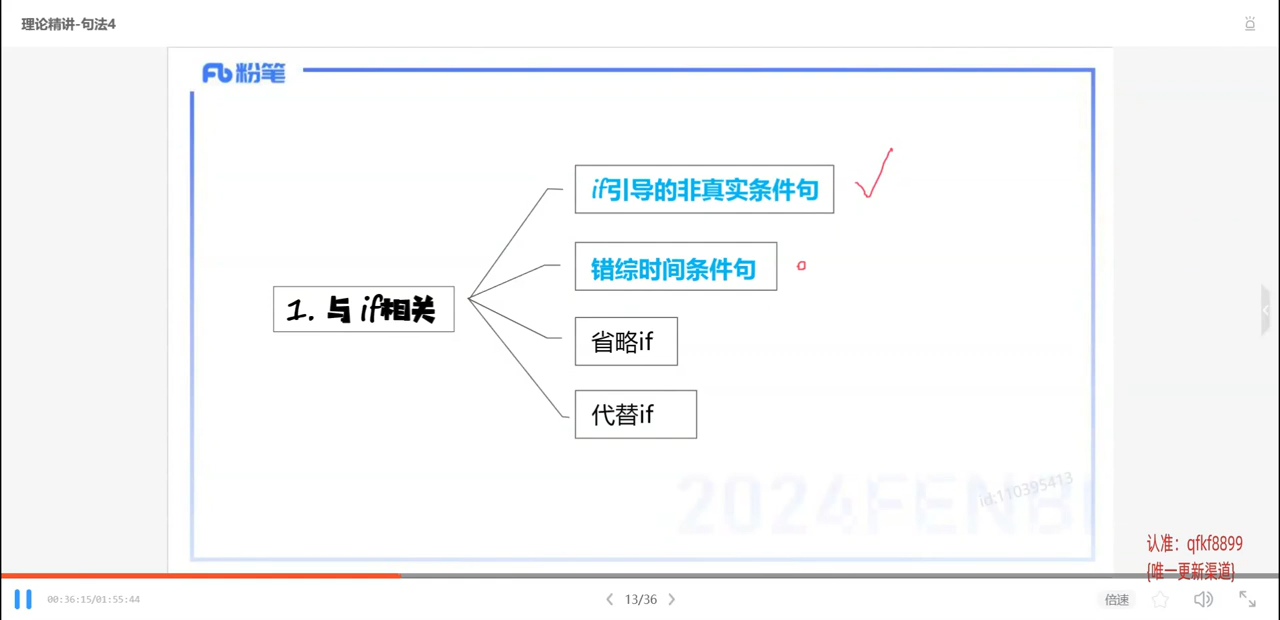 理论精讲-句法4
粉笔
if引导的非真实条件句
错综时间条件句
1. 与 if相关
省略if
代替if
2024FENBI
id:110395413
认准：qfkf8899
{唯一更新渠道}
00:36:15/01:55:44
13/36
倍速